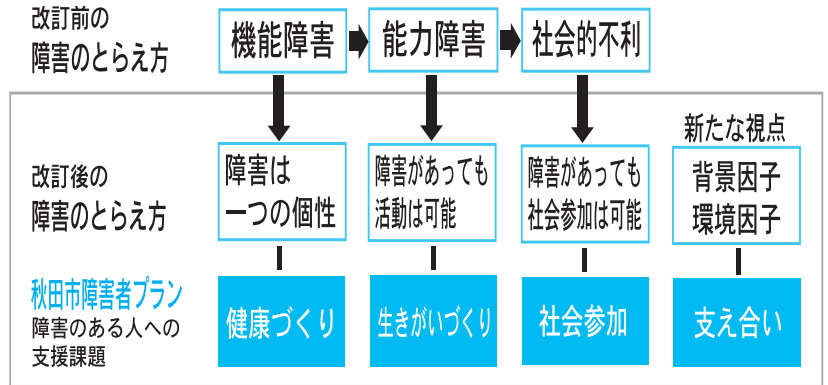 改訂前の
障害のとらえ方
機能障害
能力障害
社会的不利
新たな視点
改訂後の
障害のとらえ方
障害は
一つの個性
障害があっても
活動は可能
障害があっても
社会参加は可能
背景因子
環境因子
秋田市障害者プラン
障害のある人への
支援課題
健康づくり
生きがいづくり
社会参加
支え合い